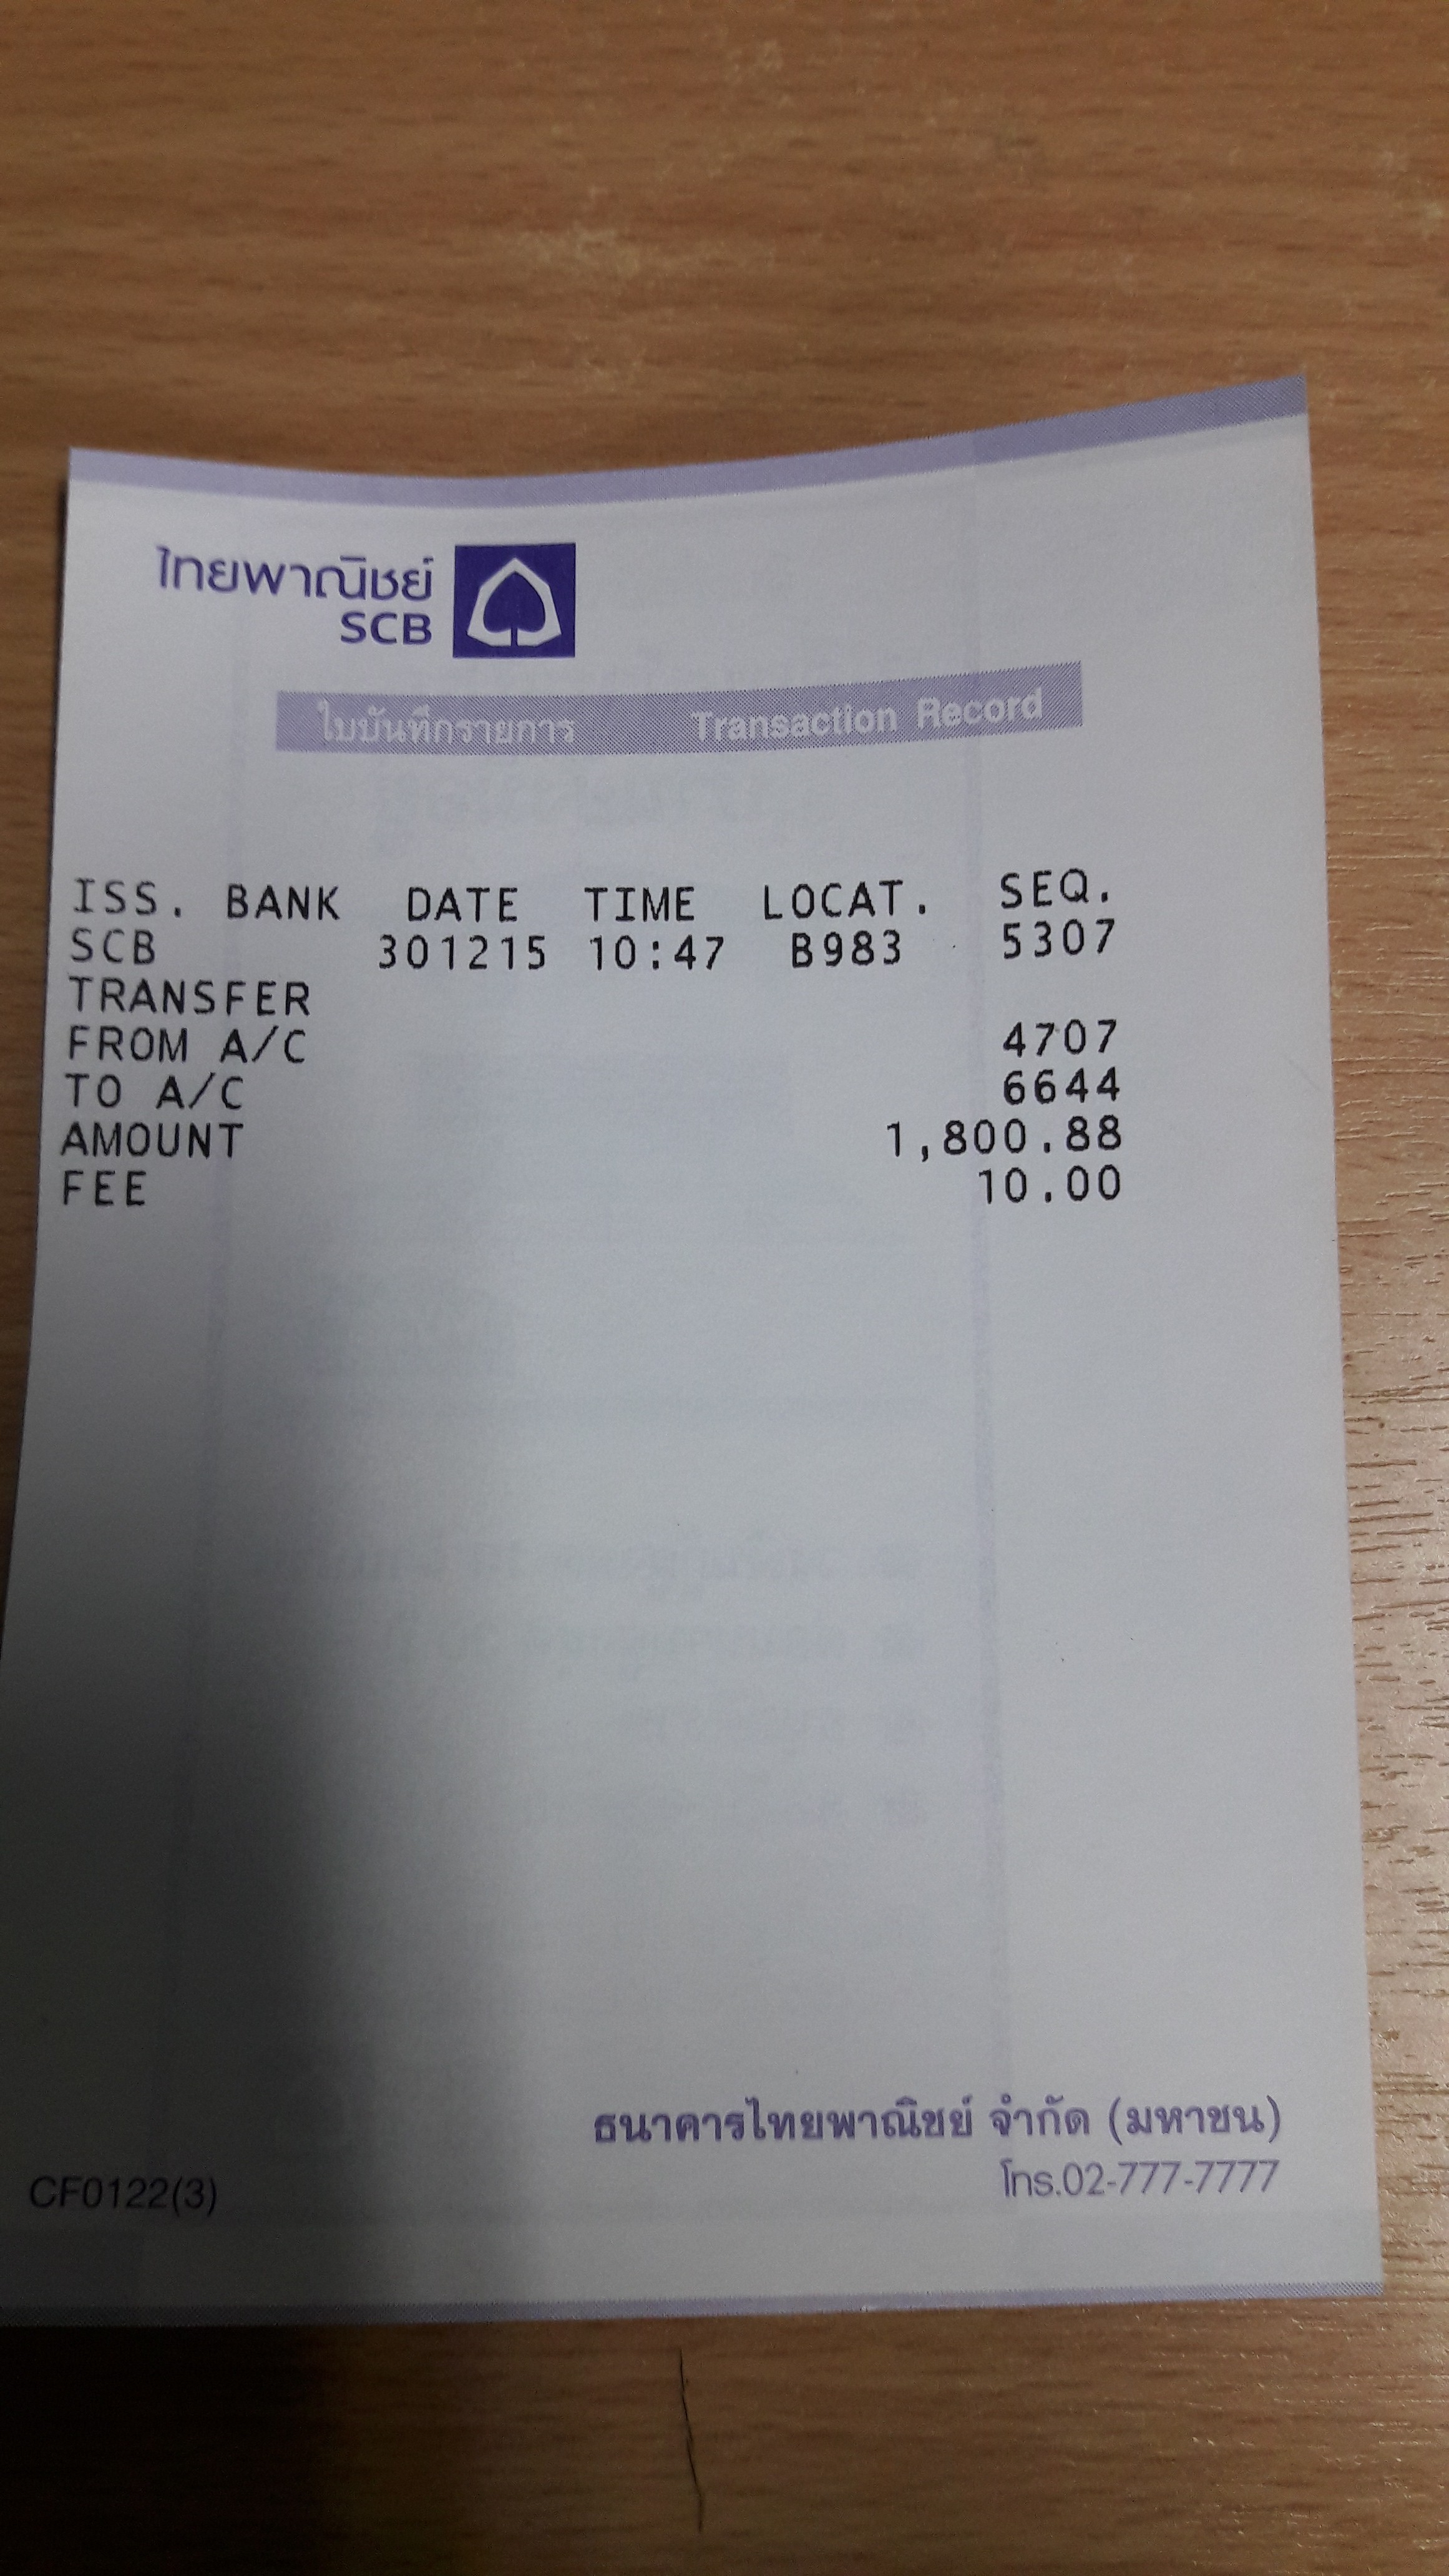 ไทยพาณิชย์
SCB
ใบบันทึกรายการ Transaction Record
ISS. BANK DATE TIME LOCAT. SEQ.
SCB 301215 10:47 B983 5307
TRANSFER
FROM A/C 4707
TO A/C 6644
AMOUNT 1,800.88
FEE 10.00
ธนาคารไทยพาณิชย์ จำกัด (มหาชน)
โทร.02-777-7777
CF0122(3)